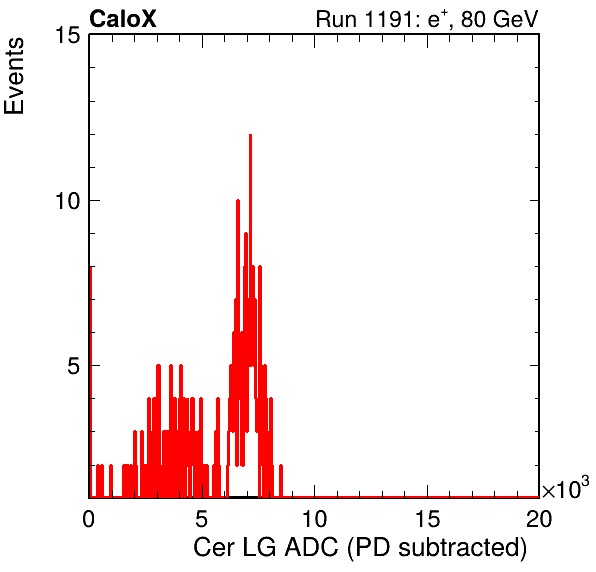 CaloX Run 1191: e⁺, 80 GeV
Events
15
10
5
0 5 10 15 20
×10³
Cer LG ADC (PD subtracted)